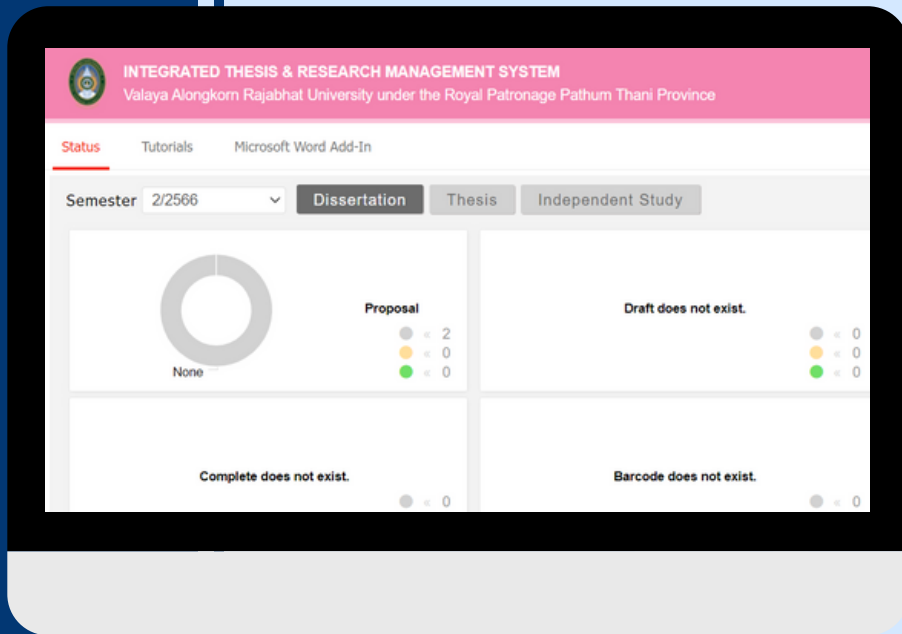 INTEGRATED THESIS & RESEARCH MANAGEMENT SYSTEM
Valaya Alongkorn Rajabhat University under the Royal Patronage Pathum Thani Province
Status Tutorials Microsoft Word Add-In
Semester 2/2566 Dissertation Thesis Independent Study
Proposal
« 2
« 0
« 0
None
Draft does not exist.
« 0
« 0
« 0
Complete does not exist.
« 0
Barcode does not exist.
« 0